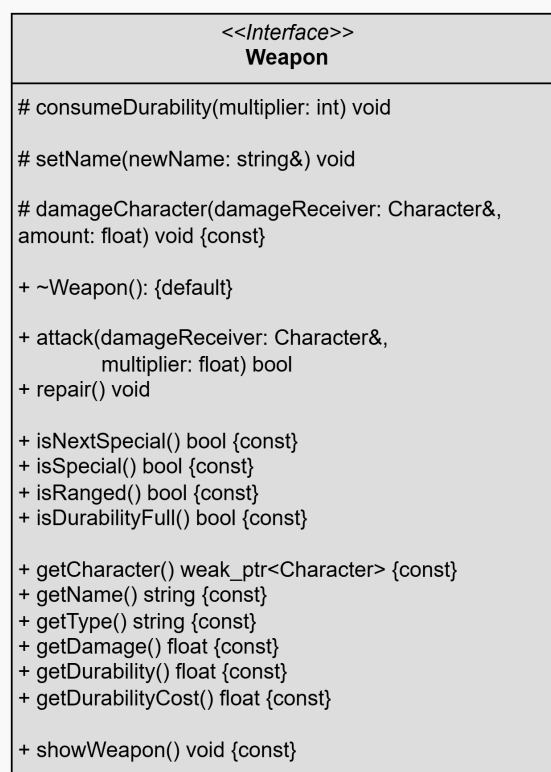 <<Interface>>
Weapon
# consumeDurability(multiplier: int) void
# setName(newName: string&) void
# damageCharacter(damageReceiver: Character&,
amount: float) void {const}
+ ~Weapon(): {default}
+ attack(damageReceiver: Character&,
multiplier: float) bool
+ repair() void
+ isNextSpecial() bool {const}
+ isSpecial() bool {const}
+ isRanged() bool {const}
+ isDurabilityFull() bool {const}
+ getCharacter() weak_ptr<Character> {const}
+ getName() string {const}
+ getType() string {const}
+ getDamage() float {const}
+ getDurability() float {const}
+ getDurabilityCost() float {const}
+ showWeapon() void {const}